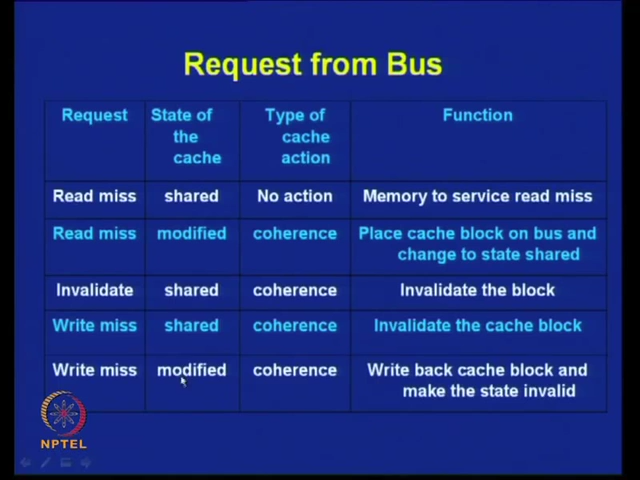 Request from Bus
Request State of the cache Type of cache action Function
Read miss shared No action Memory to service read miss
Read miss modified coherence Place cache block on bus and change to state shared
Invalidate shared coherence Invalidate the block
Write miss shared coherence Invalidate the cache block
Write miss modified coherence Write back cache block and make the state invalid
NPTEL